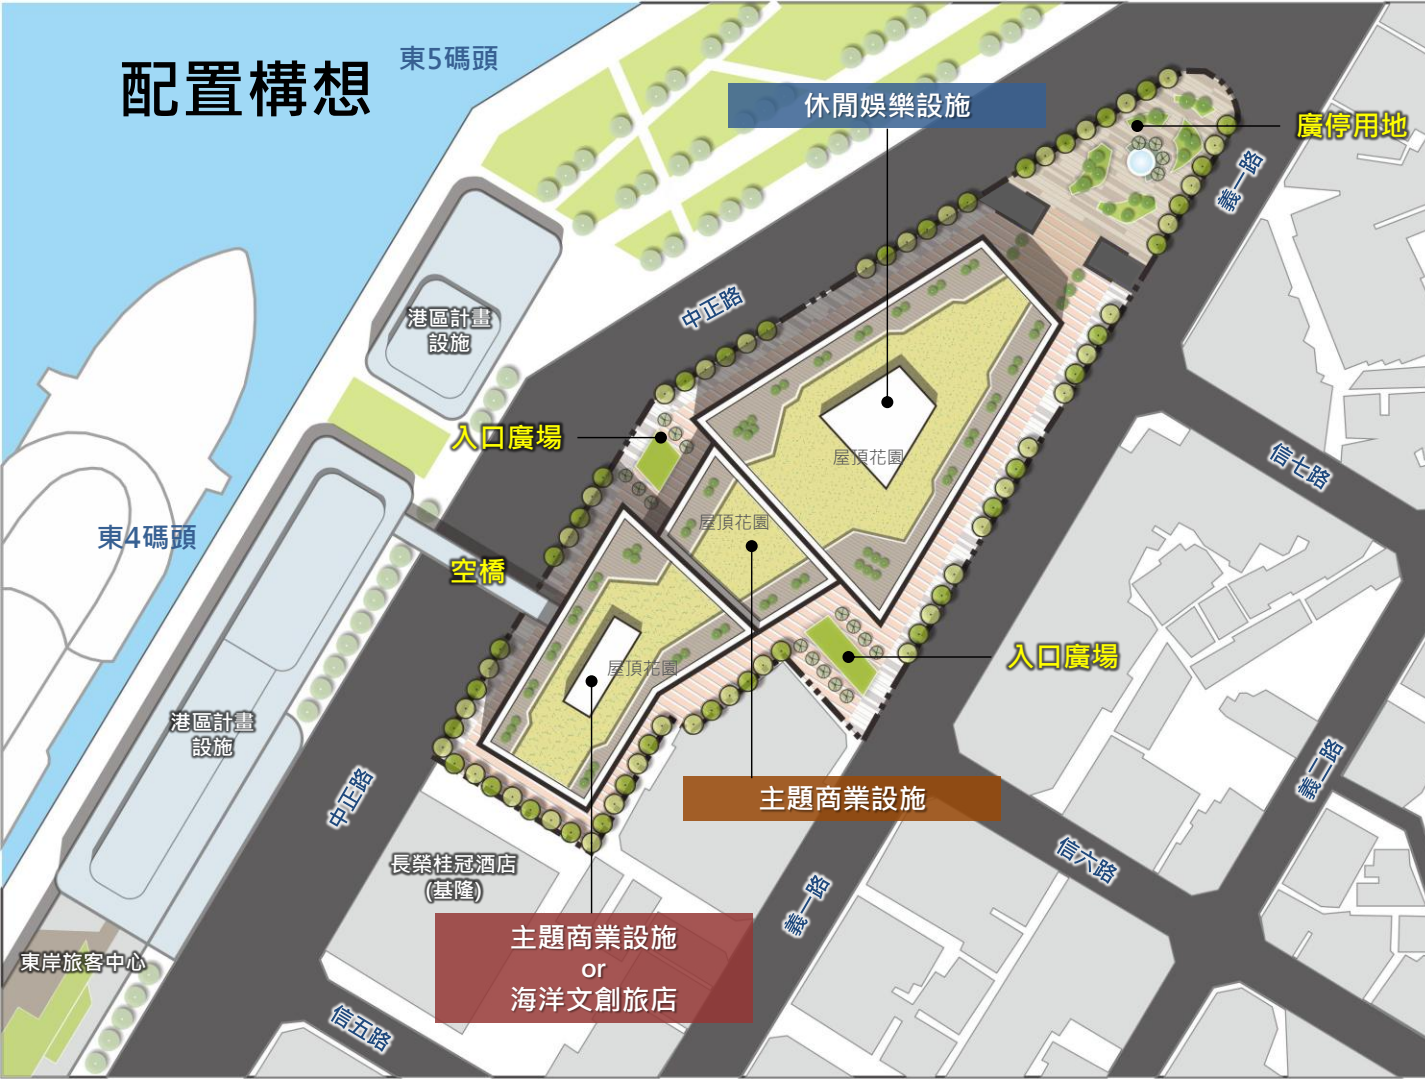 配置構想
東5碼頭
休閒娛樂設施
廣停用地
義一路
港區計畫
設施
中正路
入口廣場
屋頂花園
信七路
屋頂花園
東4碼頭
空橋
入口廣場
屋頂花園
港區計畫
設施
中正路
主題商業設施
義二路
長榮桂冠酒店
(基隆)
信六路
義一路
主題商業設施
or
海洋文創旅店
東岸旅客中心
信五路